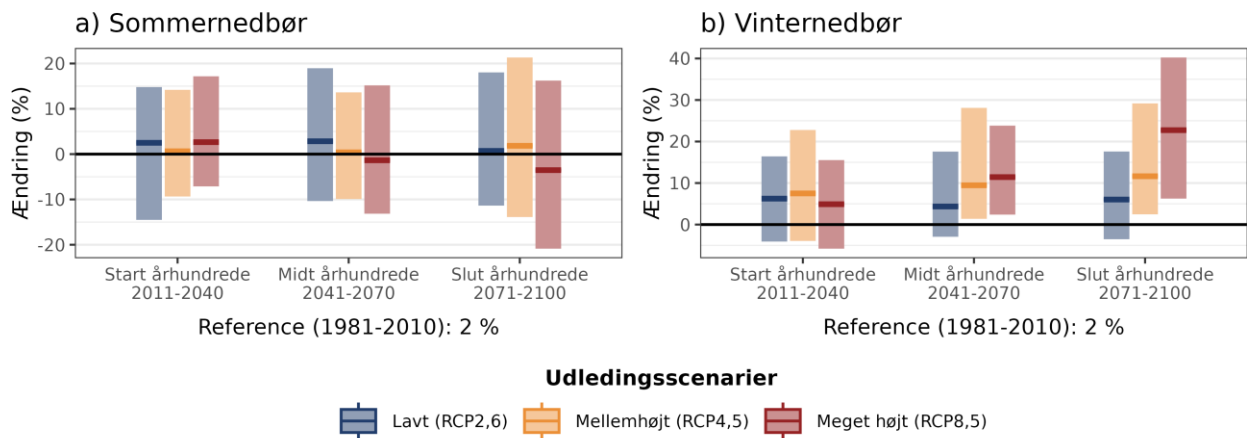 a) Sommernedbør
Ændring (%)
20
10
0
-10
-20
Start århundrede
2011-2040
Midt århundrede
2041-2070
Slut århundrede
2071-2100
Reference (1981-2010): 2 %
b) Vinternedbør
Ændring (%)
40
30
20
10
0
Start århundrede
2011-2040
Midt århundrede
2041-2070
Slut århundrede
2071-2100
Reference (1981-2010): 2 %
Udledingsscenarier
Lavt (RCP2,6)
Mellemhøjt (RCP4,5)
Meget højt (RCP8,5)